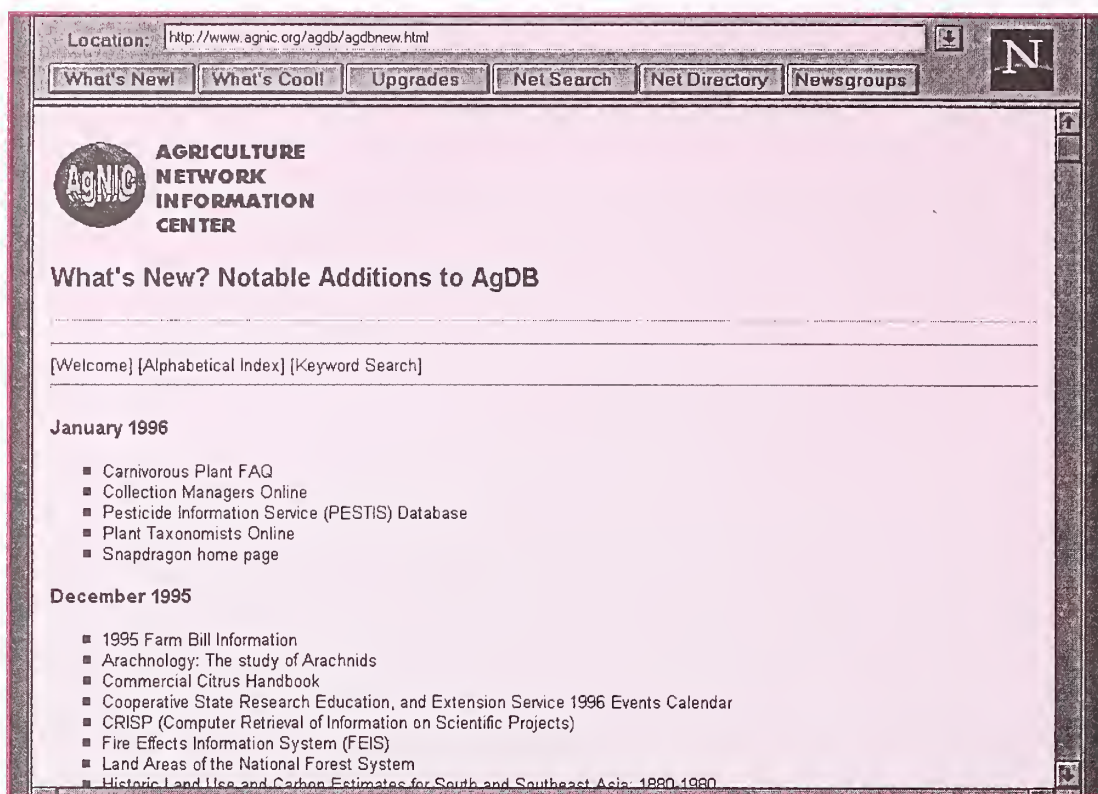 Location: http://www.agnic.org/agdb/agdbnew.html
N
What's New! What's Cool! Upgrades Net Search Net Directory Newsgroups
AgNIC
AGRICULTURE
NETWORK
INFORMATION
CENTER
What's New? Notable Additions to AgDB
[Welcome] [Alphabetical Index] [Keyword Search]
January 1996
Carnivorous Plant FAQ
Collection Managers Online
Pesticide Information Service (PESTIS) Database
Plant Taxonomists Online
Snapdragon home page
December 1995
1995 Farm Bill Information
Arachnology: The study of Arachnids
Commercial Citrus Handbook
Cooperative State Research Education, and Extension Service 1996 Events Calendar
CRISP (Computer Retrieval of Information on Scientific Projects)
Fire Effects Information System (FEIS)
Land Areas of the National Forest System
Historic Land Use and Carbon Estimates for South and Southeast Asia: 1880-1980